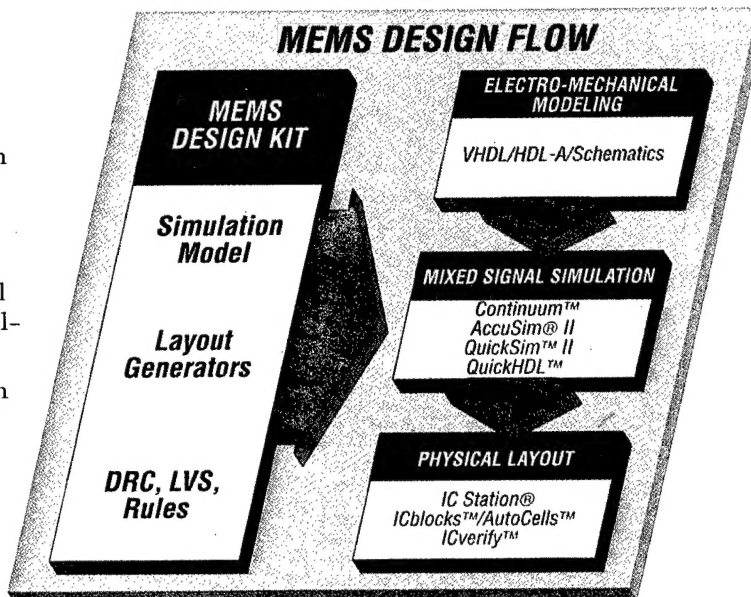 MEMS DESIGN FLOW
MEMS
DESIGN KIT
Simulation
Model
Layout
Generators
DRC, LVS,
Rules
ELECTRO-MECHANICAL
MODELING
VHDL/HDL-A/Schematics
MIXED SIGNAL SIMULATION
Continuum™
AccuSim® II
QuickSim™ II
QuickHDL™
PHYSICAL LAYOUT
IC Station®
ICblocks™/AutoCells™
ICverify™